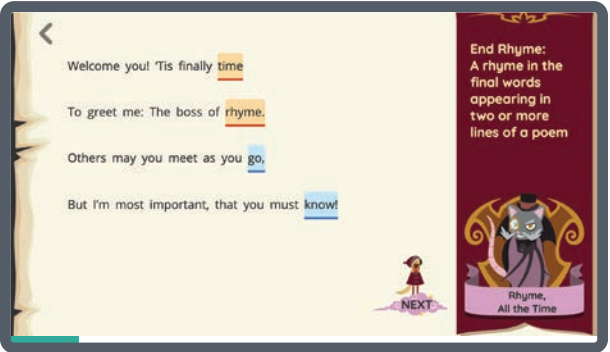 Welcome you! ‘Tis finally time
To greet me: The boss of rhyme.
Others may you meet as you go,
But I’m most important, that you must know!
NEXT
End Rhyme:
A rhyme in the
final words
appearing in
two or more
lines of a poem
Rhyme,
All the Time